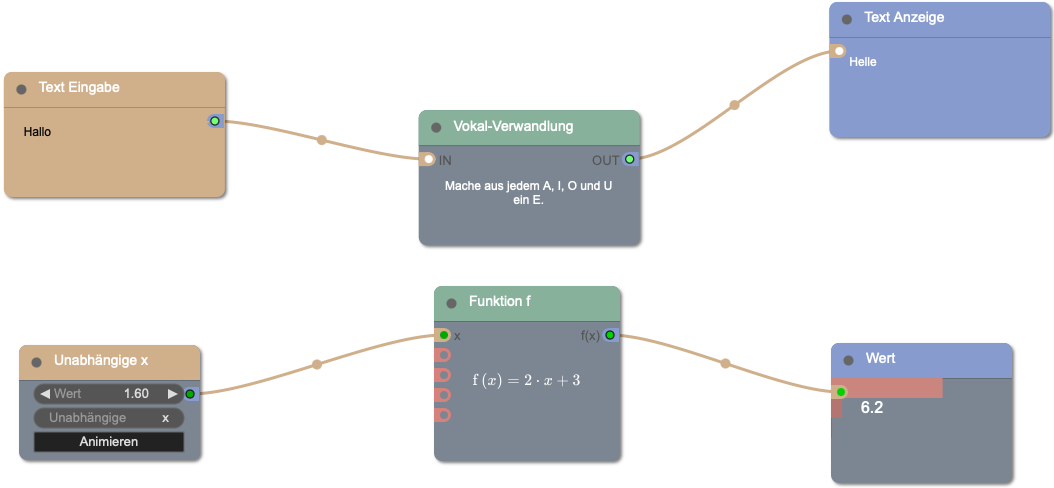 Text Eingabe
Hallo
Vokal-Verwandlung
IN
OUT
Mache aus jedem A, I, O und U
ein E.
Text Anzeige
Helle
Unabhängige x
Wert 1.60
Unabhängige x
Animieren
Funktion f
x
f(x)
f (x) = 2 · x + 3
Wert
6.2